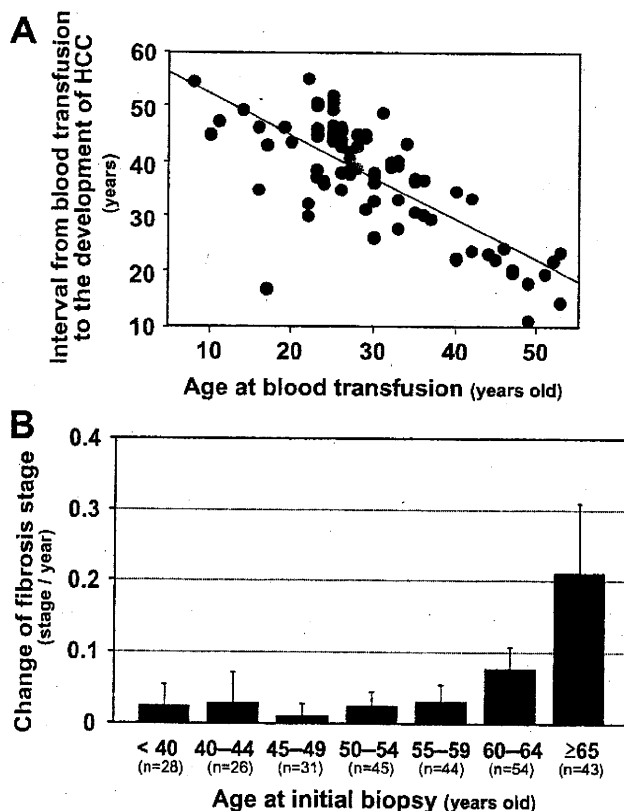 A
Interval from blood transfusion
to the development of HCC
(years)
60
50
40
30
20
10
10 20 30 40 50
Age at blood transfusion (years old)
B
Change of fibrosis stage
(stage / year)
0.4
0.3
0.2
0.1
0
< 40 40–44 45–49 50–54 55–59 60–64 ≥65
(n=28) (n=26) (n=31) (n=45) (n=44) (n=54) (n=43)
Age at initial biopsy (years old)